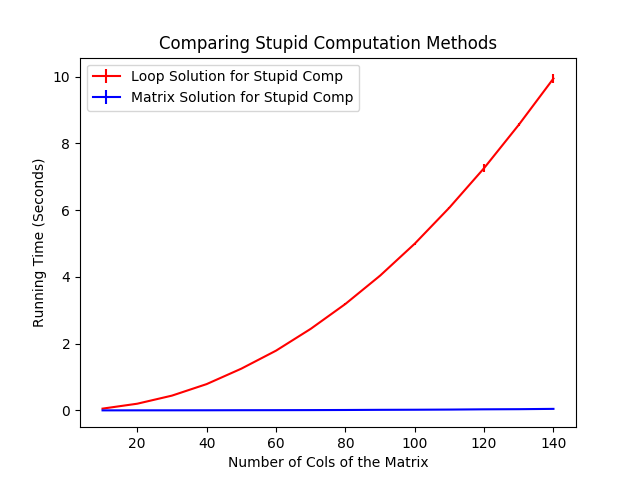 Comparing Stupid Computation Methods
Loop Solution for Stupid Comp
Matrix Solution for Stupid Comp
Running Time (Seconds)
10
8
6
4
2
0
20 40 60 80 100 120 140
Number of Cols of the Matrix